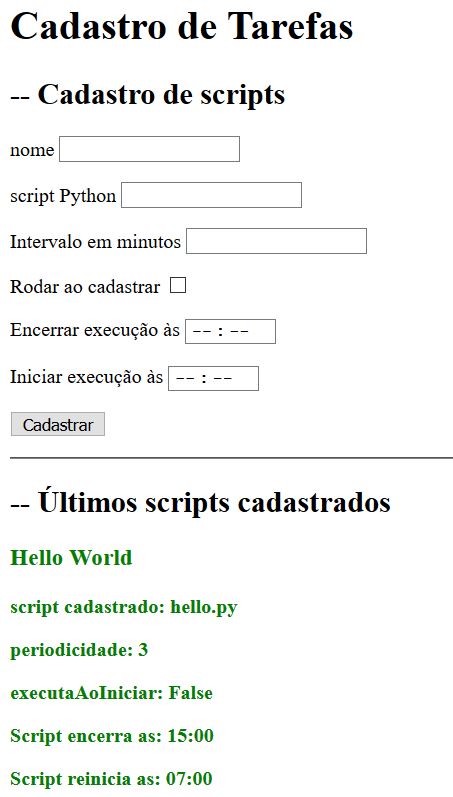 Cadastro de Tarefas
-- Cadastro de scripts
nome
script Python
Intervalo em minutos
Rodar ao cadastrar
Encerrar execução às -- : --
Iniciar execução às -- : --
Cadastrar
-- Últimos scripts cadastrados
Hello World
script cadastrado: hello.py
periodicidade: 3
executaAoIniciar: False
Script encerra as: 15:00
Script reinicia as: 07:00